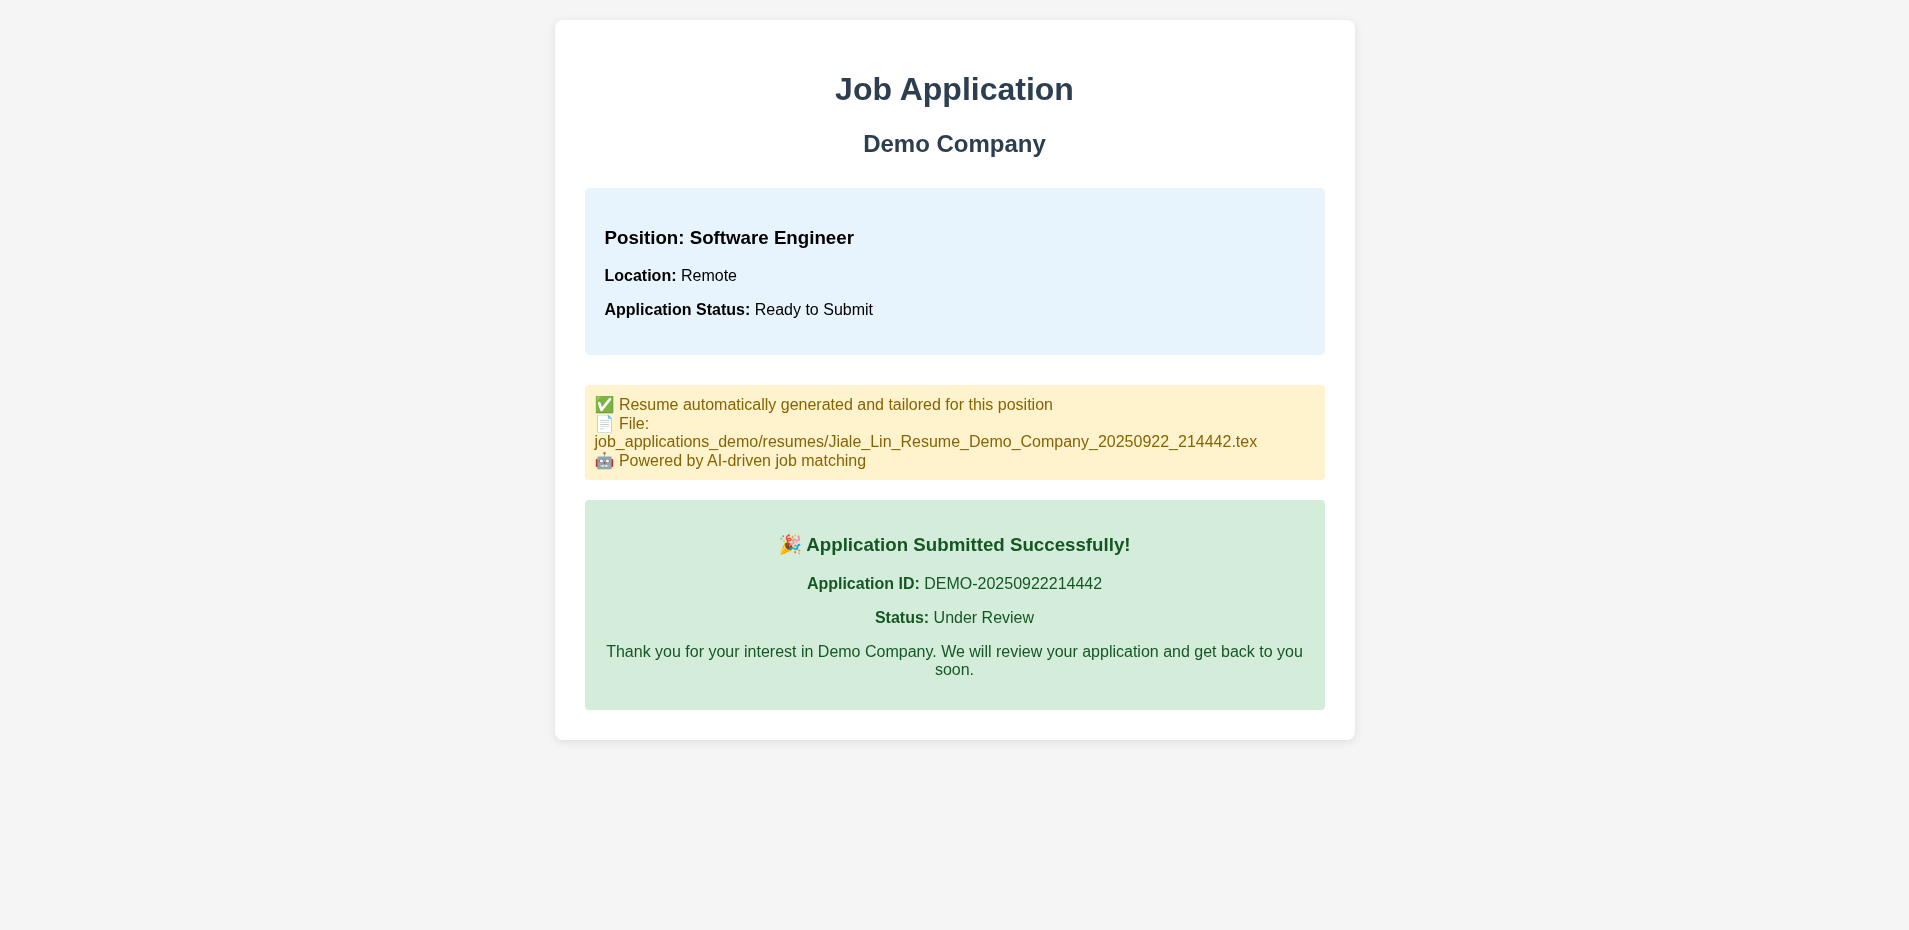 Job Application
Demo Company
Position: Software Engineer
Location: Remote
Application Status: Ready to Submit
✅ Resume automatically generated and tailored for this position
📄 File:
job_applications_demo/resumes/Jiale_Lin_Resume_Demo_Company_20250922_214442.tex
🤖 Powered by AI-driven job matching
🎉 Application Submitted Successfully!
Application ID: DEMO-20250922214442
Status: Under Review
Thank you for your interest in Demo Company. We will review your application and get back to you
soon.